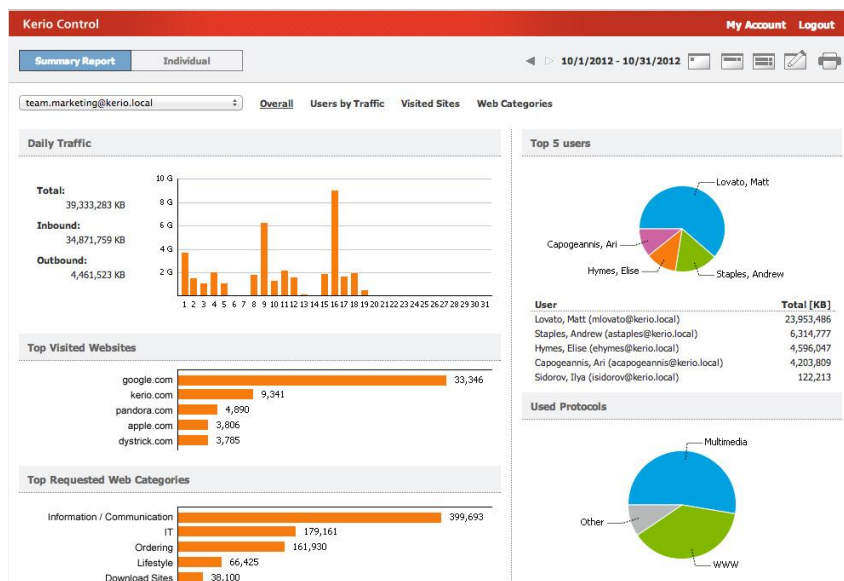 Kerio Control
My Account Logout
Summary Report Individual
10/1/2012 - 10/31/2012
team.marketing@kerio.local Overall Users by Traffic Visited Sites Web Categories
Daily Traffic
Total:
39,333,283 KB
Inbound:
34,871,759 KB
Outbound:
4,461,523 KB
10 G
8 G
6 G
4 G
2 G
1 2 3 4 5 6 7 8 9 10 11 12 13 14 15 16 17 18 19 20 21 22 23 24 25 26 27 28 29 30 31
Top Visited Websites
google.com 33,346
kerio.com 9,341
pandora.com 4,890
apple.com 3,806
dystrick.com 3,785
Top Requested Web Categories
Information / Communication 399,693
IT 179,161
Ordering 161,930
Lifestyle 66,425
Download Sites 38,100
Top 5 users
Lovato, Matt
Capogeannis, Ari
Hymes, Elise
Staples, Andrew
User Total [KB]
Lovato, Matt (mlovato@kerio.local) 23,953,486
Staples, Andrew (astaples@kerio.local) 6,314,777
Hymes, Elise (ehymes@kerio.local) 4,596,047
Capogeannis, Ari (acapogeannis@kerio.local) 4,203,809
Sidorov, Ilya (isidorov@kerio.local) 122,213
Used Protocols
Multimedia
Other
WWW